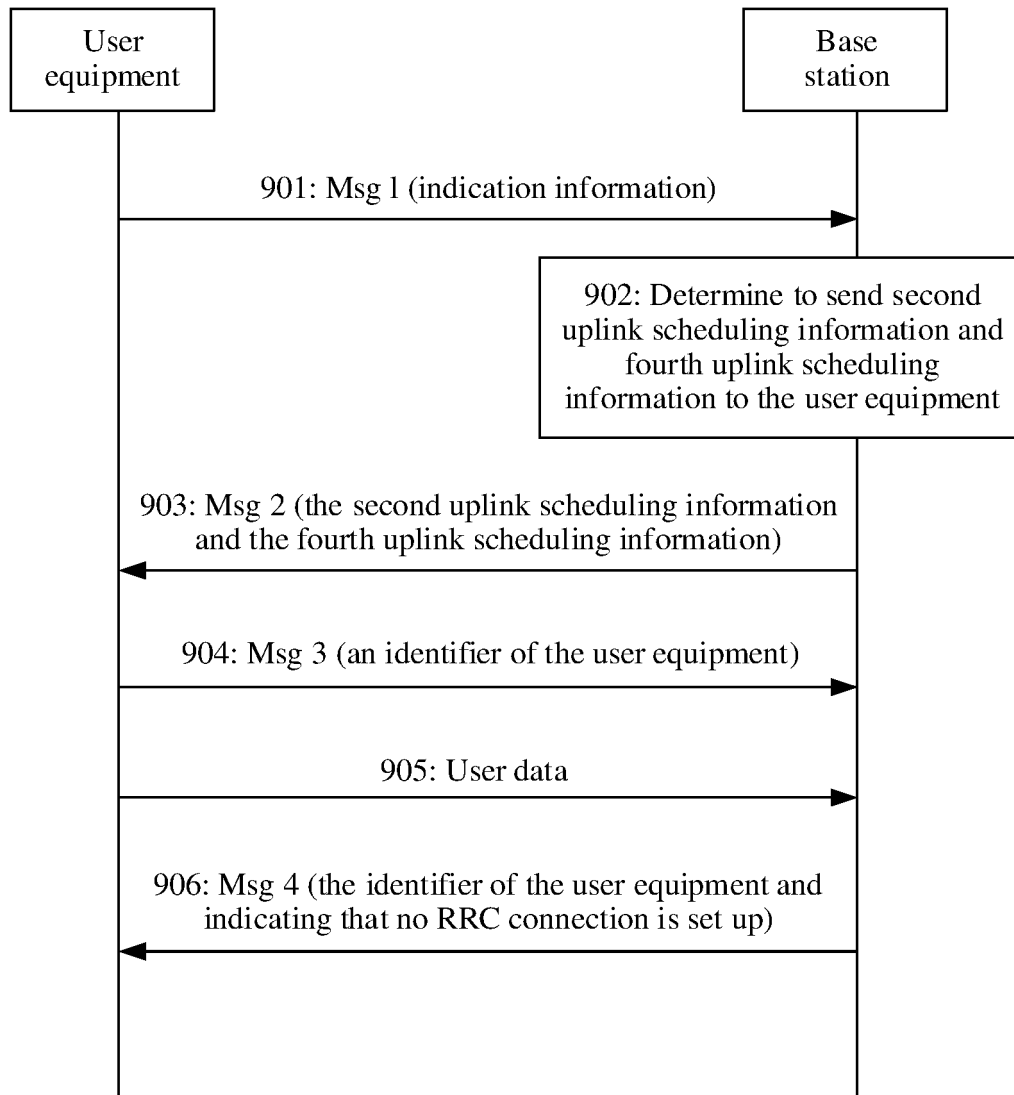 User
equipment
Base
station
901: Msg 1 (indication information)
902: Determine to send second
uplink scheduling information and
fourth uplink scheduling
information to the user equipment
903: Msg 2 (the second uplink scheduling information
and the fourth uplink scheduling information)
904: Msg 3 (an identifier of the user equipment)
905: User data
906: Msg 4 (the identifier of the user equipment and
indicating that no RRC connection is set up)